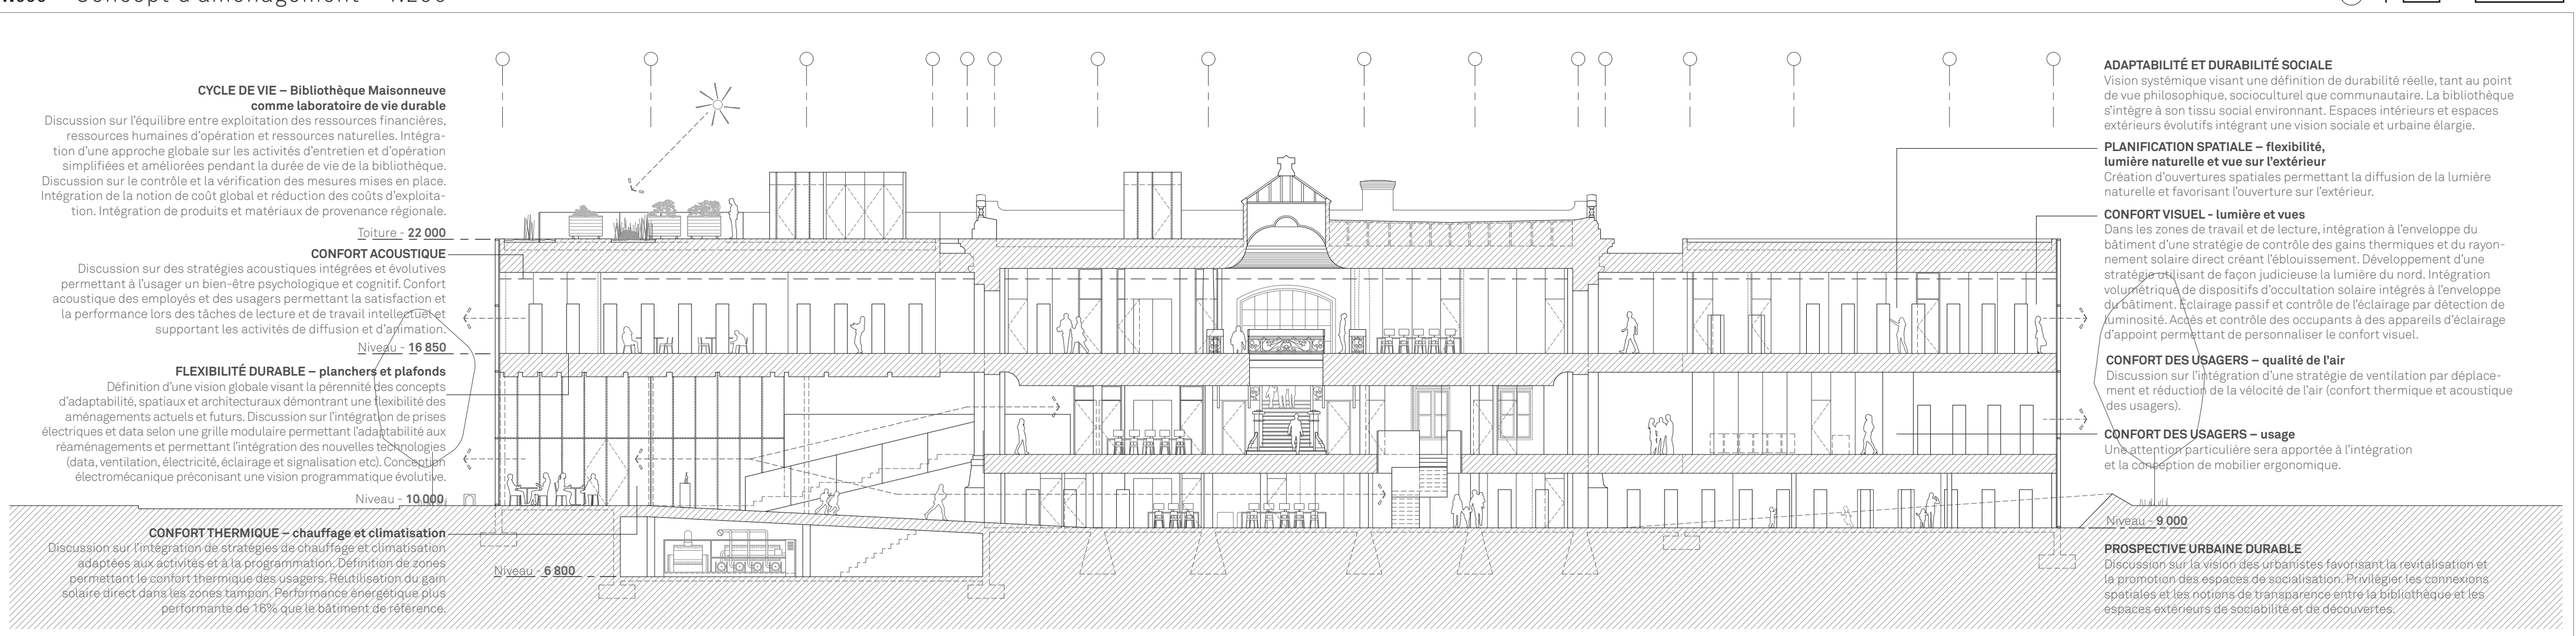 Concept d'aménagement
CYCLE DE VIE – Bibliothèque Maisonneuve
comme laboratoire de vie durable
Discussion sur l'équilibre entre exploitation des ressources financières,
ressources humaines d'opération et ressources naturelles. Intégra-
tion d'une approche globale sur les activités d'entretien et d'opération
simplifiées et améliorées pendant la durée de vie de la bibliothèque.
Discussion sur le contrôle et la vérification des mesures mises en place.
Intégration de la notion de coût global et réduction des coûts d'exploita-
tion. Intégration de produits et matériaux de provenance régionale.
Toiture - 22 000
CONFORT ACOUSTIQUE
Discussion sur des stratégies acoustiques intégrées et évolutives
permettant à l'usager un bien-être psychologique et cognitif. Confort
acoustique des employés et des usagers permettant la satisfaction et
la performance lors des tâches de lecture et de travail intellectuel et
supportant les activités de diffusion et d'animation.
Niveau - 16 850
FLEXIBILITÉ DURABLE – planchers et plafonds
Définition d'une vision globale visant la pérennité des concepts
d'adaptabilité, spatiaux et architecturaux démontrant une flexibilité des
aménagements actuels et futurs. Discussion sur l'intégration de prises
électriques et data selon une grille modulaire permettant l'adaptabilité aux
réaménagements et permettant l'intégration des nouvelles technologies
(data, ventilation, électricité, éclairage et signalisation etc). Conception
électromécanique préconisant une vision programmatique évolutive.
Niveau - 10 000
CONFORT THERMIQUE – chauffage et climatisation
Discussion sur l'intégration de stratégies de chauffage et climatisation
adaptées aux activités et à la programmation. Définition de zones
permettant le confort thermique des usagers. Réutilisation du gain
solaire direct dans les zones tampon. Performance énergétique plus
performante de 16% que le bâtiment de référence.
Niveau - 6 800
ADAPTABILITÉ ET DURABILITÉ SOCIALE
Vision systémique visant une définition de durabilité réelle, tant au point
de vue philosophique, socioculturel que communautaire. La bibliothèque
s'intègre à son tissu social environnant. Espaces intérieurs et espaces
extérieurs évolutifs intégrant une vision sociale et urbaine élargie.
PLANIFICATION SPATIALE – flexibilité,
lumière naturelle et vue sur l'extérieur
Création d'ouvertures spatiales permettant la diffusion de la lumière
naturelle et favorisant l'ouverture sur l'extérieur.
CONFORT VISUEL - lumière et vues
Dans les zones de travail et de lecture, intégration à l'enveloppe du
bâtiment d'une stratégie de contrôle des gains thermiques et du rayon-
nement solaire direct créant l'éblouissement. Développement d'une
stratégie utilisant de façon judicieuse la lumière du nord. Intégration
volumétrique de dispositifs d'occultation solaire intégrés à l'enveloppe
du bâtiment. Éclairage passif et contrôle de l'éclairage par détection de
luminosité. Accès et contrôle des occupants à des appareils d'éclairage
d'appoint permettant de personnaliser le confort visuel.
CONFORT DES USAGERS – qualité de l'air
Discussion sur l'intégration d'une stratégie de ventilation par déplace-
ment et réduction de la vélocité de l'air (confort thermique et acoustique
des usagers).
CONFORT DES USAGERS – usage
Une attention particulière sera apportée à l'intégration
et la conception de mobilier ergonomique.
Niveau - 9 000
PROSPECTIVE URBAINE DURABLE
Discussion sur la vision des urbanistes favorisant la revitalisation et
la promotion des espaces de socialisation. Privilégier les connexions
spatiales et les notions de transparence entre la bibliothèque et les
espaces extérieurs de sociabilité et de découvertes.